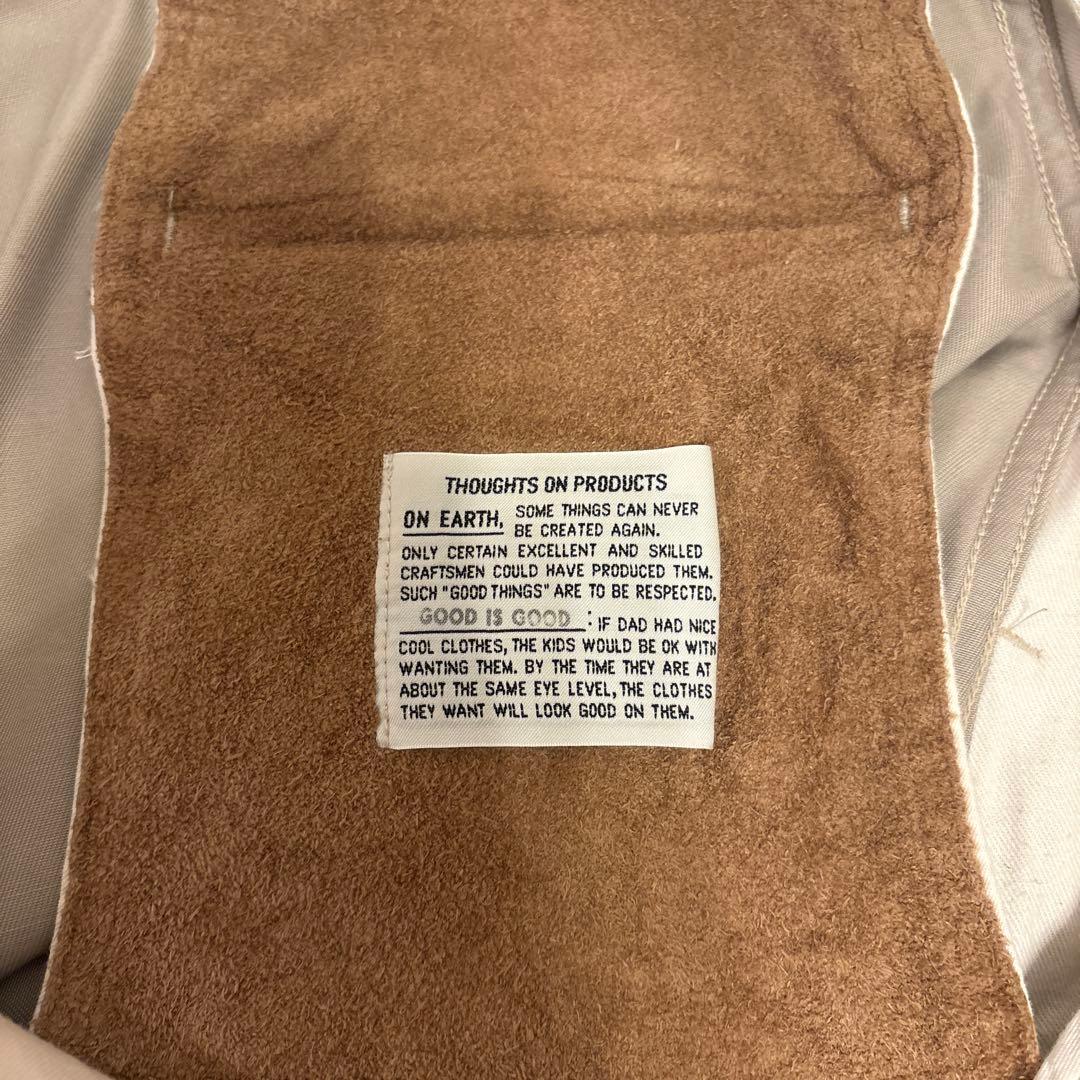 THOUGHTS ON PRODUCTS
ON EARTH, SOME THINGS CAN NEVER
BE CREATED AGAIN.
ONLY CERTAIN EXCELLENT AND SKILLED
CRAFTSMEN COULD HAVE PRODUCED THEM.
SUCH "GOOD THINGS" ARE TO BE RESPECTED.
GOOD IS GOOD : IF DAD HAD NICE
COOL CLOTHES, THE KIDS WOULD BE OK WITH
WANTING THEM. BY THE TIME THEY ARE AT
ABOUT THE SAME EYE LEVEL, THE CLOTHES
THEY WANT WILL LOOK GOOD ON THEM.